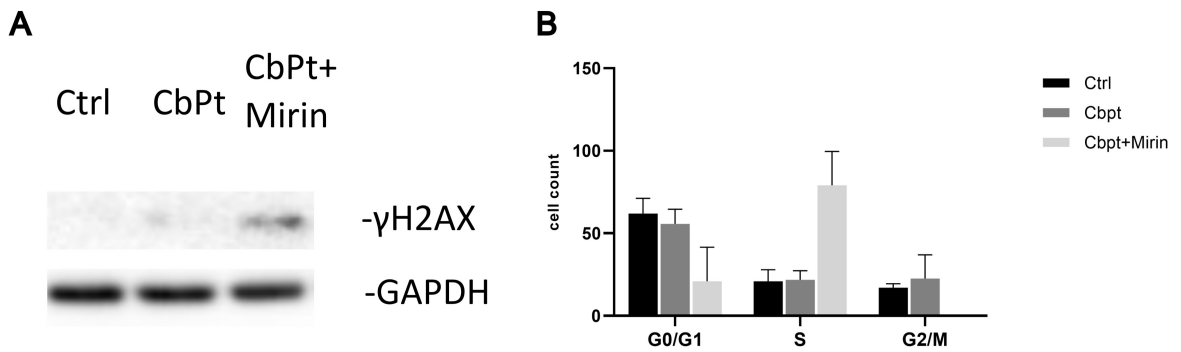 A
Ctrl
CbPt
CbPt+
Mirin
-γH2AX
-GAPDH
B
150
100
50
0
cell count
G0/G1
S
G2/M
Ctrl
Cbpt
Cbpt+Mirin